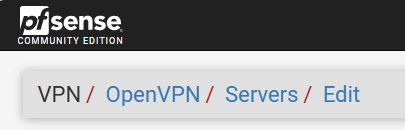 pfsense
COMMUNITY EDITION
VPN / OpenVPN / Servers / Edit